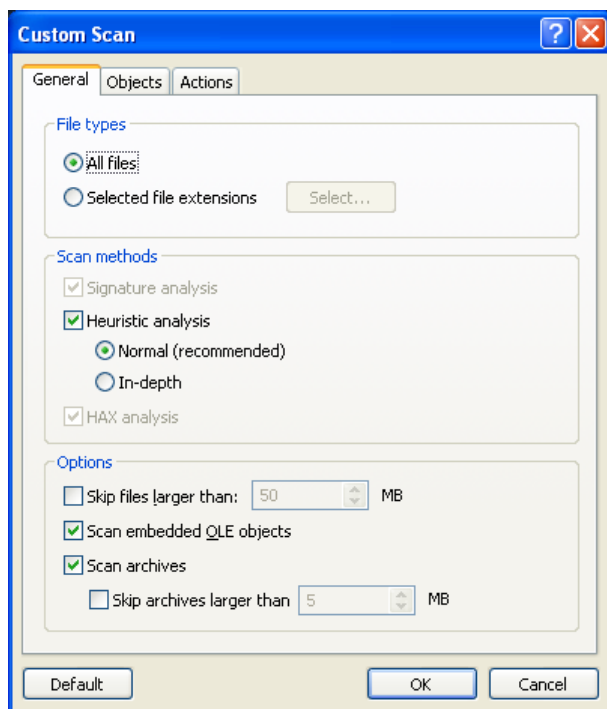 Custom Scan
General Objects Actions
File types
All files
Selected file extensions Select...
Scan methods
Signature analysis
Heuristic analysis
Normal (recommended)
In-depth
HAX analysis
Options
Skip files larger than: 50 MB
Scan embedded OLE objects
Scan archives
Skip archives larger than 5 MB
Default OK Cancel